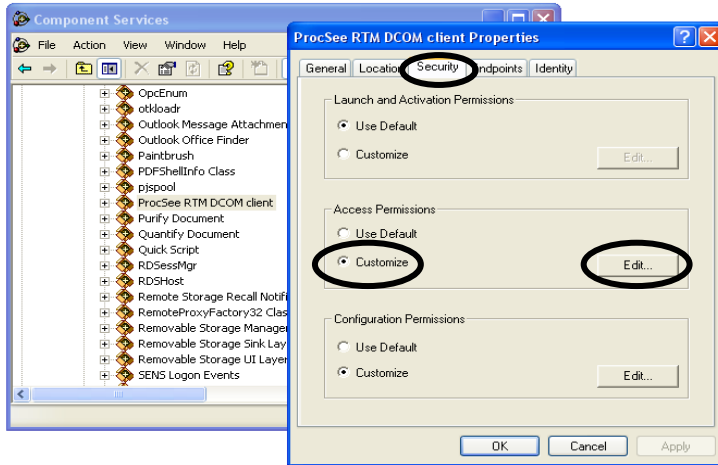 Component Services
File Action View Window Help
OpcEnum
otkloadr
Outlook Message Attachmen
Outlook Office Finder
Paintbrush
PDFShellInfo Class
pjspool
ProcSee RTM DCOM client
Purify Document
Quantify Document
Quick Script
RDSessMgr
RDSHost
Remote Storage Recall Notifi
RemoteProxyFactory32 Clas
Removable Storage Manager
Removable Storage Sink Lay
Removable Storage UI Layer
SENS Logon Events
ProcSee RTM DCOM client Properties
General Location Security Endpoints Identity
Launch and Activation Permissions
Use Default
Customize Edit...
Access Permissions
Use Default
Customize Edit...
Configuration Permissions
Use Default
Customize Edit...
OK Cancel Apply